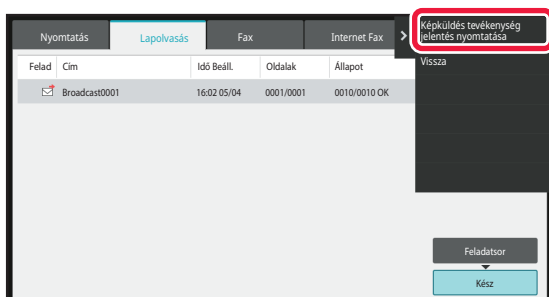 Nyomtatás Lapolvasás Fax Internet Fax
Képküldés tevékenység
jelentés nyomtatása
Vissza
Felad Cím Idő Beáll. Oldalak Állapot
Broadcast0001 16:02 05/04 0001/0001 0010/0010 OK
Feladatsor
Kész